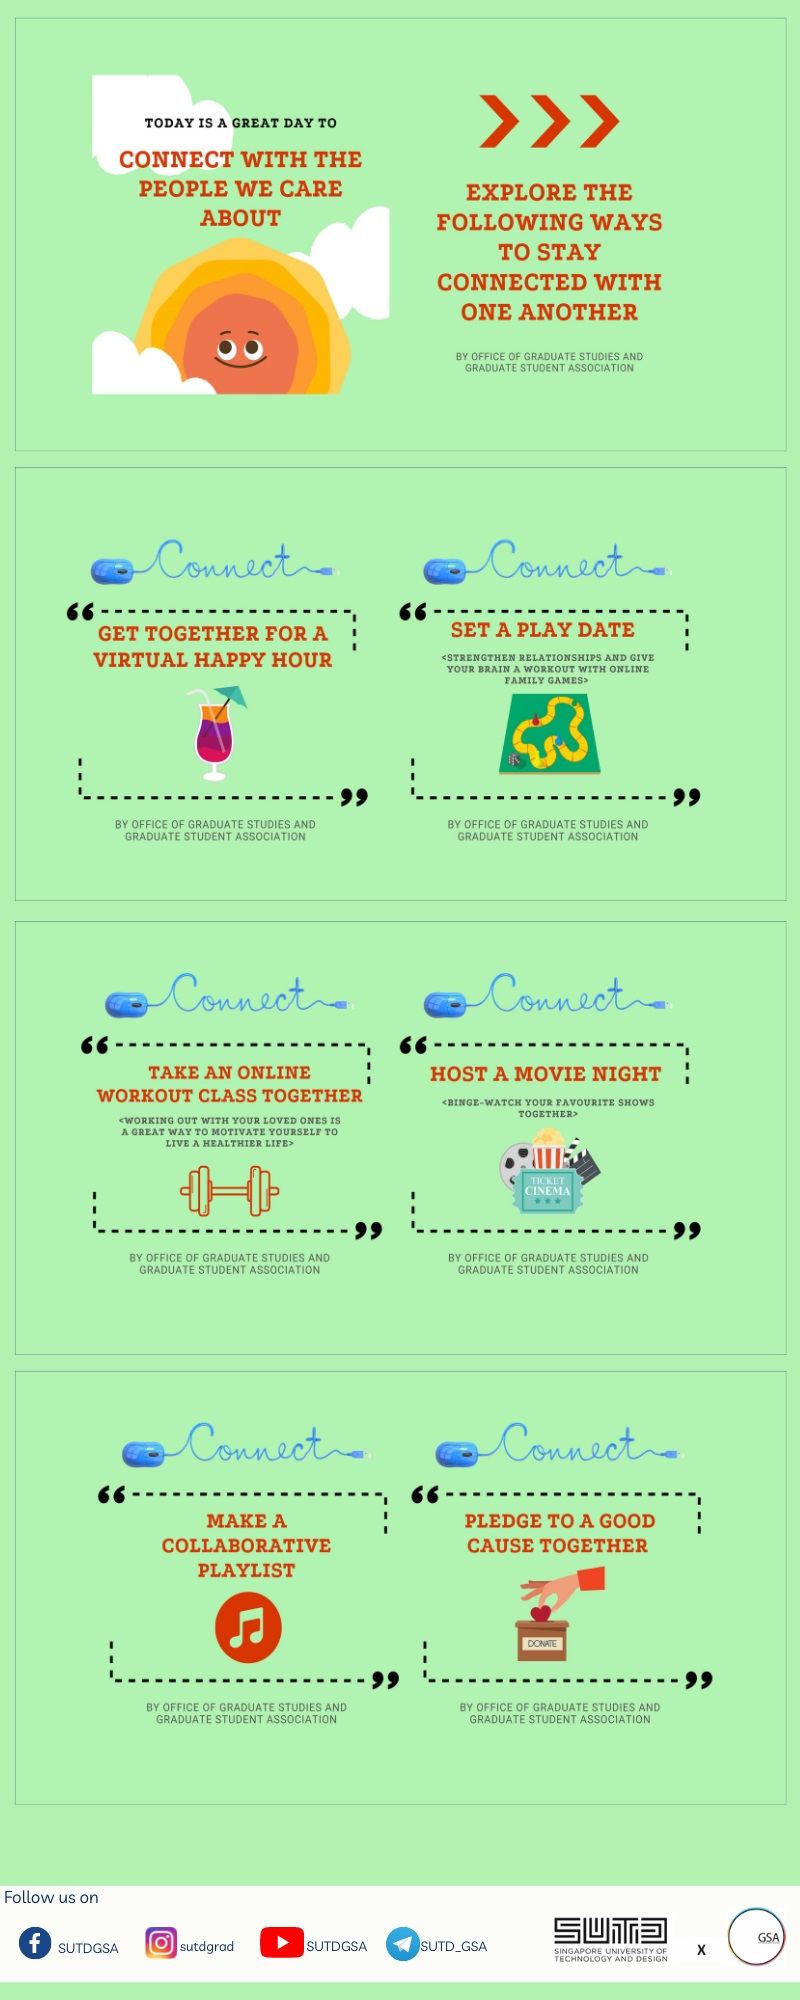 TODAY IS A GREAT DAY TO
CONNECT WITH THE
PEOPLE WE CARE
ABOUT
EXPLORE THE
FOLLOWING WAYS
TO STAY
CONNECTED WITH
ONE ANOTHER
BY OFFICE OF GRADUATE STUDIES AND
GRADUATE STUDENT ASSOCIATION
Connect
“
GET TOGETHER FOR A
VIRTUAL HAPPY HOUR
”
BY OFFICE OF GRADUATE STUDIES AND
GRADUATE STUDENT ASSOCIATION
Connect
“
SET A PLAY DATE
<STRENGTHEN RELATIONSHIPS AND GIVE
YOUR BRAIN A WORKOUT WITH ONLINE
FAMILY GAMES>
”
BY OFFICE OF GRADUATE STUDIES AND
GRADUATE STUDENT ASSOCIATION
Connect
“
TAKE AN ONLINE
WORKOUT CLASS TOGETHER
<WORKING OUT WITH YOUR LOVED ONES IS
A GREAT WAY TO MOTIVATE YOURSELF TO
LIVE A HEALTHIER LIFE>
”
BY OFFICE OF GRADUATE STUDIES AND
GRADUATE STUDENT ASSOCIATION
Connect
“
HOST A MOVIE NIGHT
<BINGE-WATCH YOUR FAVOURITE SHOWS
TOGETHER>
TICKET
CINEMA
”
BY OFFICE OF GRADUATE STUDIES AND
GRADUATE STUDENT ASSOCIATION
Connect
“
MAKE A
COLLABORATIVE
PLAYLIST
”
BY OFFICE OF GRADUATE STUDIES AND
GRADUATE STUDENT ASSOCIATION
Connect
“
PLEDGE TO A GOOD
CAUSE TOGETHER
DONATE
”
BY OFFICE OF GRADUATE STUDIES AND
GRADUATE STUDENT ASSOCIATION
Follow us on
SUTDGSA
sutdgrad
SUTDGSA
SUTD_GSA
SUTD
SINGAPORE UNIVERSITY OF
TECHNOLOGY AND DESIGN
X
GSA